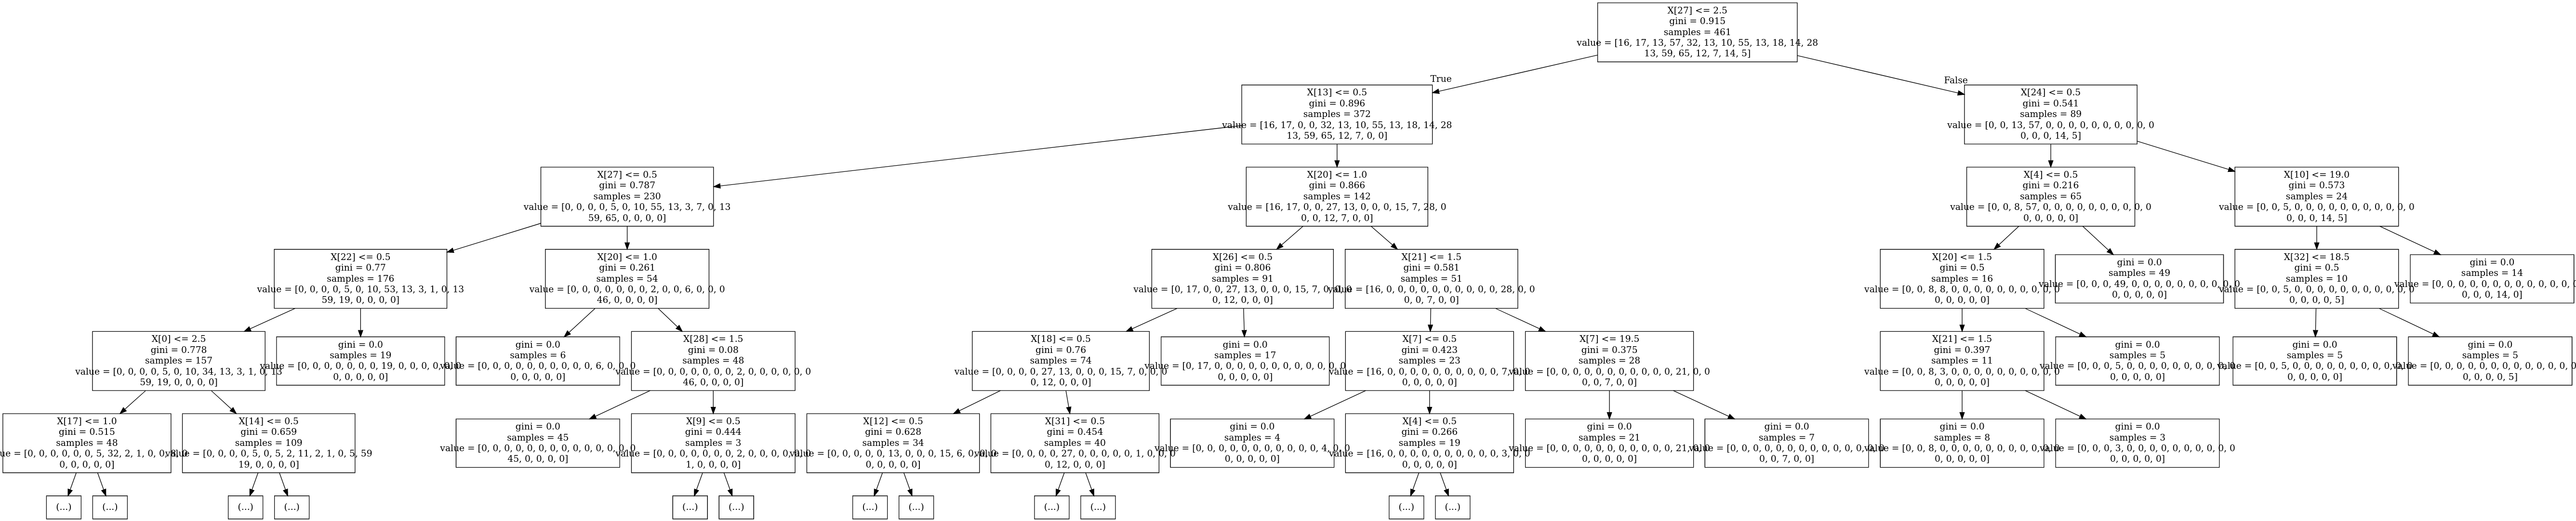 X[27] <= 2.5
gini = 0.915
samples = 461
value = [16, 17, 13, 57, 32, 13, 10, 55, 13, 18, 14, 28
13, 59, 65, 12, 7, 14, 5]
True
False
X[13] <= 0.5
gini = 0.896
samples = 372
value = [16, 17, 0, 0, 32, 13, 10, 55, 13, 18, 14, 28
13, 59, 65, 12, 7, 0, 0]
X[24] <= 0.5
gini = 0.541
samples = 89
value = [0, 0, 13, 57, 0, 0, 0, 0, 0, 0, 0, 0, 0
0, 0, 0, 14, 5]
X[27] <= 0.5
gini = 0.787
samples = 230
value = [0, 0, 0, 0, 5, 0, 10, 55, 13, 3, 7, 0, 13
59, 65, 0, 0, 0, 0]
X[20] <= 1.0
gini = 0.866
samples = 142
value = [16, 17, 0, 0, 27, 13, 0, 0, 0, 15, 7, 28, 0
0, 0, 12, 7, 0, 0]
X[4] <= 0.5
gini = 0.216
samples = 65
value = [0, 0, 8, 57, 0, 0, 0, 0, 0, 0, 0, 0, 0
0, 0, 0, 0, 0]
X[10] <= 19.0
gini = 0.573
samples = 24
value = [0, 0, 5, 0, 0, 0, 0, 0, 0, 0, 0, 0, 0
0, 0, 0, 14, 5]
X[22] <= 0.5
gini = 0.77
samples = 176
value = [0, 0, 0, 0, 5, 0, 10, 53, 13, 3, 1, 0, 13
59, 19, 0, 0, 0, 0]
X[20] <= 1.0
gini = 0.261
samples = 54
value = [0, 0, 0, 0, 0, 0, 0, 2, 0, 0, 6, 0, 0, 0
46, 0, 0, 0, 0]
X[26] <= 0.5
gini = 0.806
samples = 91
value = [0, 17, 0, 0, 27, 13, 0, 0, 0, 15, 7, 0
0, 12, 0, 0, 0]
X[21] <= 1.5
gini = 0.581
samples = 51
[16, 0, 0, 0, 0, 0, 0, 0, 0, 0, 0, 28, 0, 0
0, 0, 7, 0, 0]
X[20] <= 1.5
gini = 0.5
samples = 16
value = [0, 0, 8, 8, 0, 0, 0, 0, 0, 0, 0, 0, 0
0, 0, 0, 0, 0]
gini = 0.0
samples = 49
[0, 0, 0, 49, 0, 0, 0, 0, 0, 0, 0, 0
0, 0, 0, 0, 0]
X[32] <= 18.5
gini = 0.5
samples = 10
[0, 0, 5, 0, 0, 0, 0, 0, 0, 0, 0, 0
0, 0, 0, 0, 5]
gini = 0.0
samples = 14
[0, 0, 0, 0, 0, 0, 0, 0, 0, 0, 0, 0
0, 0, 0, 14, 0]
X[0] <= 2.5
gini = 0.778
samples = 157
value = [0, 0, 0, 0, 5, 0, 10, 34, 13, 3, 1, 0, 13
59, 19, 0, 0, 0, 0]
gini = 0.0
samples = 19
[0, 0, 0, 0, 0, 0, 0, 19, 0, 0, 0, 0
0, 0, 0, 0, 0]
gini = 0.0
samples = 6
[0, 0, 0, 0, 0, 0, 0, 0, 0, 0, 6, 0
0, 0, 0, 0, 0]
X[28] <= 1.5
gini = 0.08
samples = 48
[0, 0, 0, 0, 0, 0, 0, 2, 0, 0, 0, 0, 0, 0
46, 0, 0, 0, 0]
X[18] <= 0.5
gini = 0.76
samples = 74
value = [0, 0, 0, 0, 27, 13, 0, 0, 0, 15, 7, 0, 0, 0
0, 12, 0, 0, 0]
gini = 0.0
samples = 17
[0, 17, 0, 0, 0, 0, 0, 0, 0, 0, 0, 0
0, 0, 0, 0, 0]
X[7] <= 0.5
gini = 0.423
samples = 23
[16, 0, 0, 0, 0, 0, 0, 0, 0, 0, 0, 7
0, 0, 0, 0, 0]
X[7] <= 19.5
gini = 0.375
samples = 28
[0, 0, 0, 0, 0, 0, 0, 0, 0, 0, 0, 21, 0, 0
0, 0, 7, 0, 0]
X[21] <= 1.5
gini = 0.397
samples = 11
value = [0, 0, 8, 3, 0, 0, 0, 0, 0, 0, 0, 0, 0
0, 0, 0, 0, 0]
gini = 0.0
samples = 5
[0, 0, 0, 5, 0, 0, 0, 0, 0, 0, 0, 0
0, 0, 0, 0, 0]
gini = 0.0
samples = 5
[0, 0, 5, 0, 0, 0, 0, 0, 0, 0, 0, 0
0, 0, 0, 0, 0]
gini = 0.0
samples = 5
[0, 0, 0, 0, 0, 0, 0, 0, 0, 0, 0, 0
0, 0, 0, 0, 5]
X[17] <= 1.0
gini = 0.515
samples = 48
[0, 0, 0, 0, 0, 0, 5, 32, 2, 1, 0, 0
0, 0, 0, 0, 0]
X[14] <= 0.5
gini = 0.659
samples = 109
[0, 0, 0, 0, 5, 0, 5, 2, 11, 2, 1, 0, 5, 59
19, 0, 0, 0, 0]
gini = 0.0
samples = 45
value = [0, 0, 0, 0, 0, 0, 0, 0, 0, 0, 0, 0
45, 0, 0, 0, 0]
X[9] <= 0.5
gini = 0.444
samples = 3
[0, 0, 0, 0, 0, 0, 0, 2, 0, 0, 0, 0
1, 0, 0, 0, 0]
X[12] <= 0.5
gini = 0.628
samples = 34
value = [0, 0, 0, 0, 0, 13, 0, 0, 0, 15, 6, 0
0, 0, 0, 0, 0]
X[31] <= 0.5
gini = 0.454
samples = 40
[0, 0, 0, 0, 27, 0, 0, 0, 0, 0, 1, 0
0, 12, 0, 0, 0]
gini = 0.0
samples = 4
[0, 0, 0, 0, 0, 0, 0, 0, 0, 0, 0, 4
0, 0, 0, 0, 0]
X[4] <= 0.5
gini = 0.266
samples = 19
[16, 0, 0, 0, 0, 0, 0, 0, 0, 0, 0, 3
0, 0, 0, 0, 0]
gini = 0.0
samples = 21
[0, 0, 0, 0, 0, 0, 0, 0, 0, 0, 0, 21
0, 0, 0, 0, 0]
gini = 0.0
samples = 7
[0, 0, 0, 0, 0, 0, 0, 0, 0, 0, 0, 0
0, 0, 7, 0, 0]
gini = 0.0
samples = 8
[0, 0, 8, 0, 0, 0, 0, 0, 0, 0, 0, 0
0, 0, 0, 0, 0]
gini = 0.0
samples = 3
[0, 0, 0, 3, 0, 0, 0, 0, 0, 0, 0, 0, 0
0, 0, 0, 0, 0]
(...)
(...)
(...)
(...)
(...)
(...)
(...)
(...)
(...)
(...)
(...)
(...)